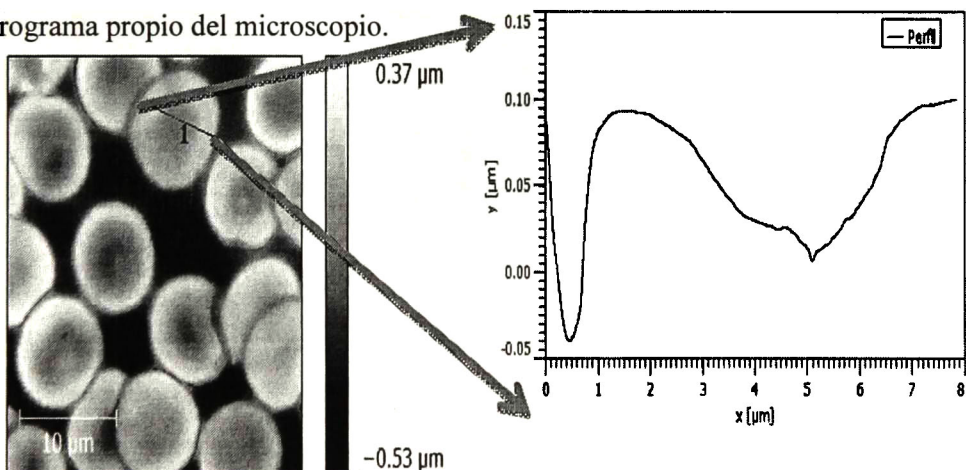 rograma propio del microscopio.
0.37 µm
1
10 µm
−0.53 µm
0.15
0.10
0.05
0.00
-0.05
y [µm]
Perfil
0 1 2 3 4 5 6 7 8
x [µm]